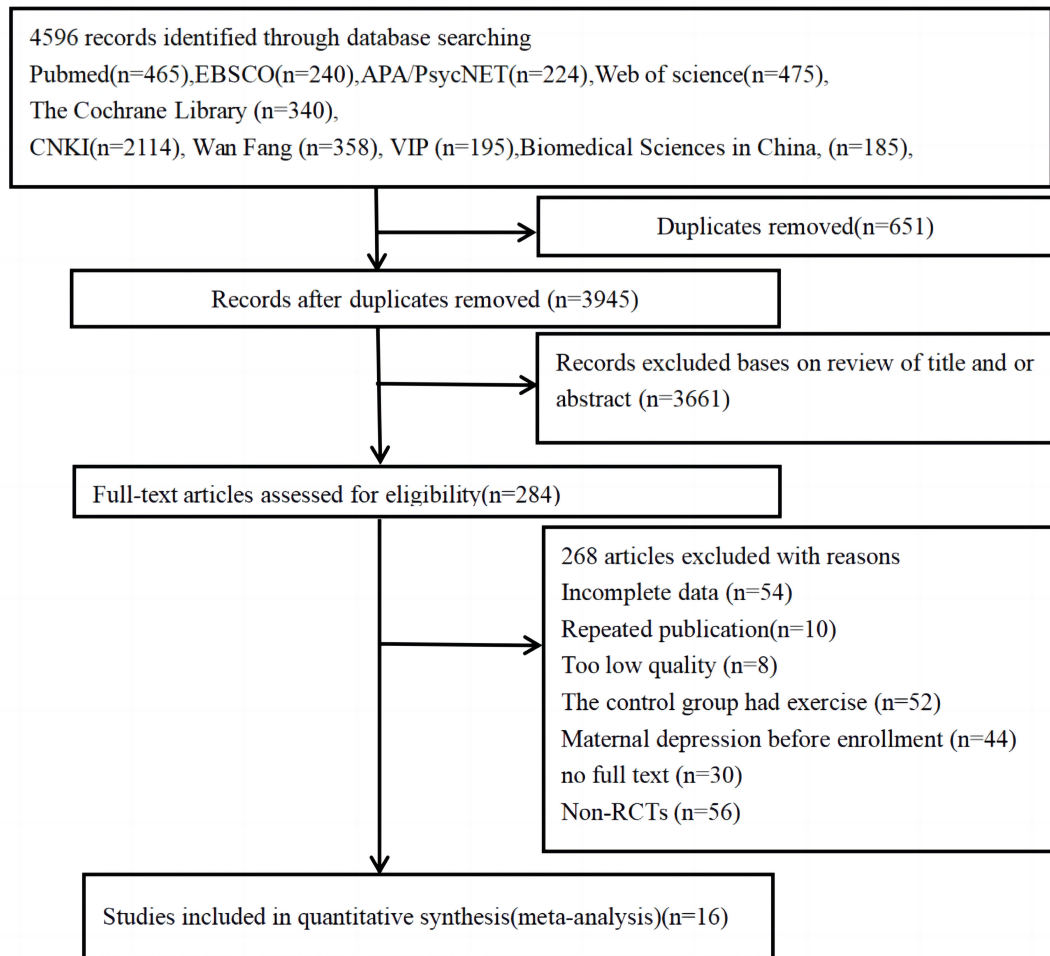 4596 records identified through database searching
Pubmed(n=465),EBSCO(n=240),APA/PsycNET(n=224),Web of science(n=475),
The Cochrane Library (n=340),
CNKI(n=2114), Wan Fang (n=358), VIP (n=195),Biomedical Sciences in China, (n=185),
Duplicates removed(n=651)
Records after duplicates removed (n=3945)
Records excluded bases on review of title and or
abstract (n=3661)
Full-text articles assessed for eligibility(n=284)
268 articles excluded with reasons
Incomplete data (n=54)
Repeated publication(n=10)
Too low quality (n=8)
The control group had exercise (n=52)
Maternal depression before enrollment (n=44)
no full text (n=30)
Non-RCTs (n=56)
Studies included in quantitative synthesis(meta-analysis)(n=16)